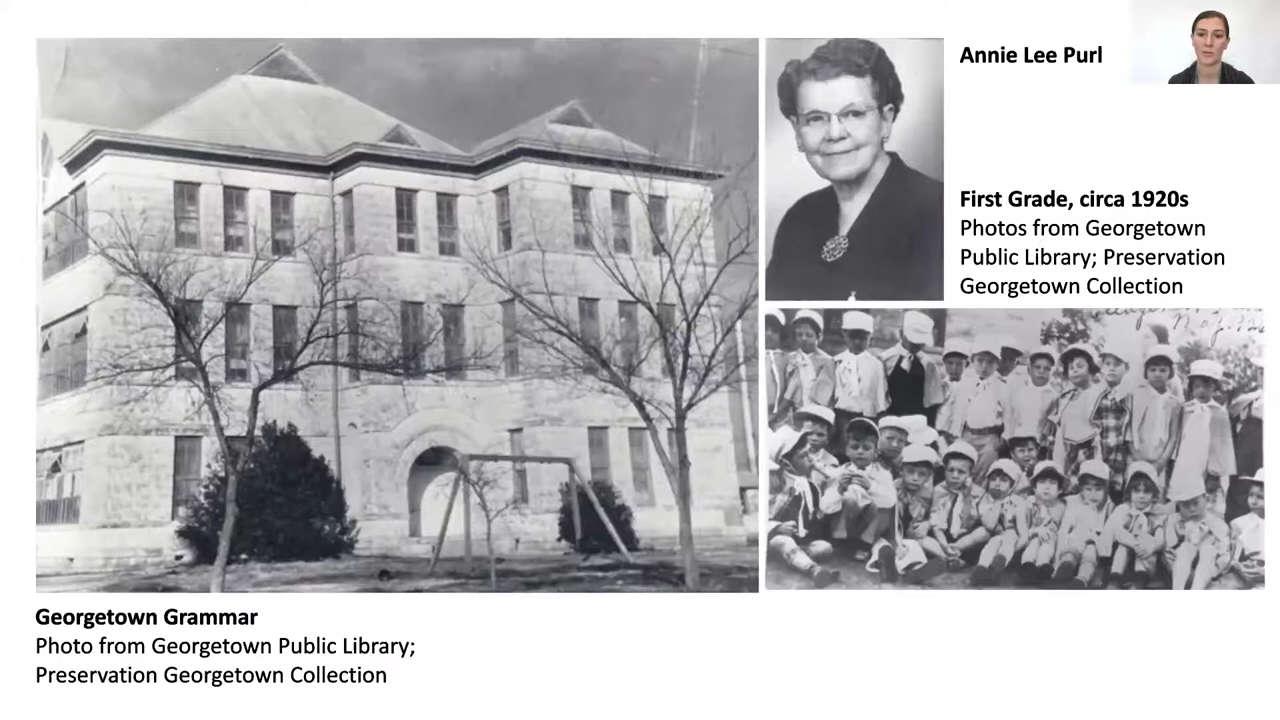 Annie Lee Purl
First Grade, circa 1920s
Photos from Georgetown
Public Library; Preservation
Georgetown Collection
Georgetown Grammar
Photo from Georgetown Public Library;
Preservation Georgetown Collection